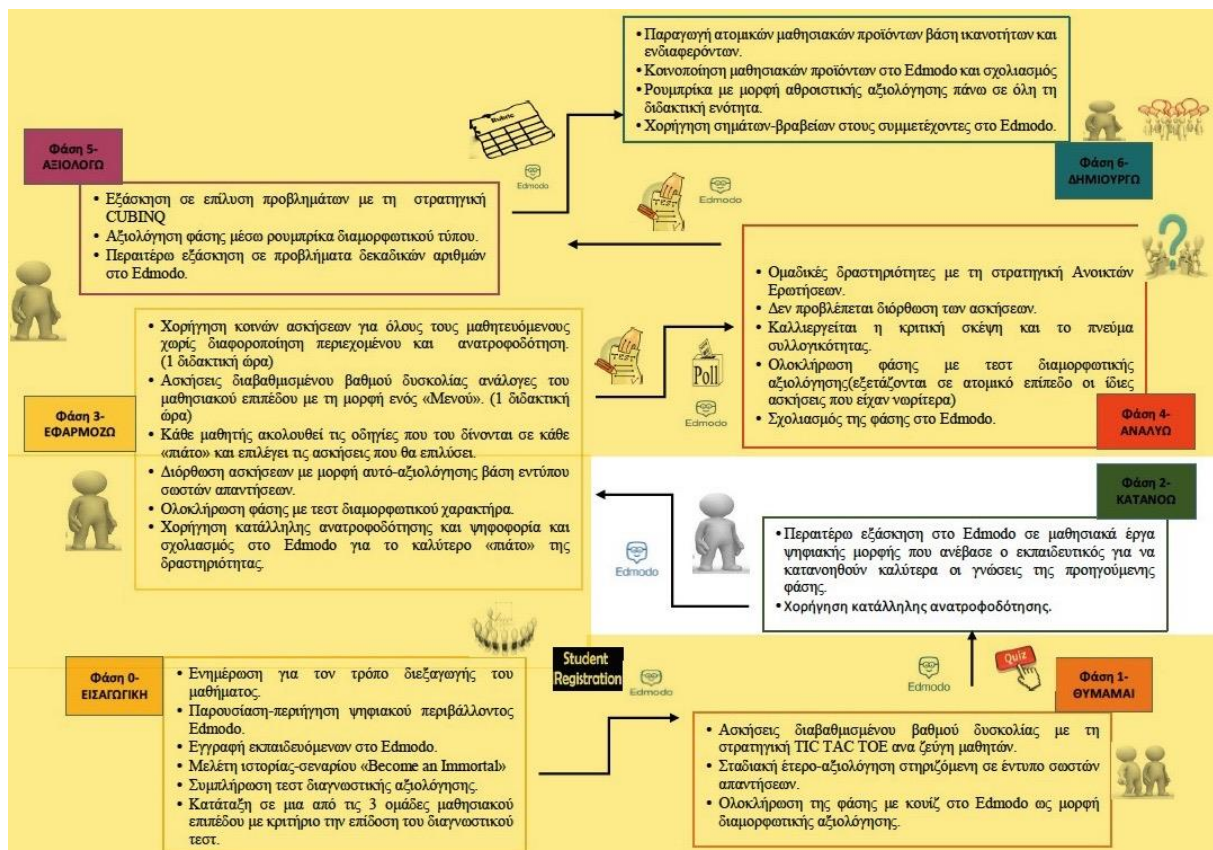 • Παραγωγή ατομικών μαθησιακών προϊόντων βάση ικανοτήτων και
ενδιαφερόντων.
• Κοινοποίηση μαθησιακών προϊόντων στο Edmodo και σχολιασμός
• Ρουμπρίκα με μορφή αθροιστικής αξιολόγησης πάνω σε όλη τη
διδακτική ενότητα.
• Χορήγηση σημάτων-βραβείων στους συμμετέχοντες στο Edmodo.
Φάση 6-
ΔΗΜΙΟΥΡΓΩ
Rubric
Edmodo
Φάση 5-
ΑΞΙΟΛΟΓΩ
• Εξάσκηση σε επίλυση προβλημάτων με τη στρατηγική
CUBINQ
• Αξιολόγηση φάσης μέσω ρουμπρίκα διαμορφωτικού τύπου.
• Περαιτέρω εξάσκηση σε προβλήματα δεκαδικών αριθμών
στο Edmodo.
Edmodo
• Ομαδικές δραστηριότητες με τη στρατηγική Ανοικτών
Ερωτήσεων.
• Δεν προβλέπεται διόρθωση των ασκήσεων.
• Καλλιεργείται η κριτική σκέψη και το πνεύμα
συλλογικότητας.
• Ολοκλήρωση φάσης με τεστ διαμορφωτικής
αξιολόγησης(εξετάζονται σε ατομικό επίπεδο οι ίδιες
ασκήσεις που είχαν νωρίτερα)
• Σχολιασμός της φάσης στο Edmodo.
Φάση 4-
ΑΝΑΛΥΩ
Poll
Edmodo
Φάση 3-
ΕΦΑΡΜΟΖΩ
• Χορήγηση κοινών ασκήσεων για όλους τους μαθητευόμενους
χωρίς διαφοροποίηση περιεχομένου και ανατροφοδότηση.
(1 διδακτική ώρα)
• Ασκήσεις διαβαθμισμένου βαθμού δυσκολίας ανάλογες του
μαθησιακού επιπέδου με τη μορφή ενός «Μενού». (1 διδακτική
ώρα)
• Κάθε μαθητής ακολουθεί τις οδηγίες που του δίνονται σε κάθε
«πιάτο» και επιλέγει τις ασκήσεις που θα επιλύσει.
• Διόρθωση ασκήσεων με μορφή αυτό-αξιολόγησης βάση εντύπου
σωστών απαντήσεων.
• Ολοκλήρωση φάσης με τεστ διαμορφωτικού χαρακτήρα.
• Χορήγηση κατάλληλης ανατροφοδότησης και ψηφοφορία και
σχολιασμός στο Edmodo για το καλύτερο «πιάτο» της
δραστηριότητας.
Φάση 2-
ΚΑΤΑΝΟΩ
• Περαιτέρω εξάσκηση στο Edmodo σε μαθησιακά έργα
ψηφιακής μορφής που ανέβασε ο εκπαιδευτικός για να
κατανοηθούν καλύτερα οι γνώσεις της προηγούμενης
φάσης.
• Χορήγηση κατάλληλης ανατροφοδότησης.
Edmodo
Φάση 0-
ΕΙΣΑΓΩΓΙΚΗ
• Ενημέρωση για τον τρόπο διεξαγωγής του
μαθήματος.
• Παρουσίαση-περιήγηση ψηφιακού περιβάλλοντος
Edmodo.
• Εγγραφή εκπαιδευόμενων στο Edmodo.
• Μελέτη ιστορίας-σεναρίου «Become an Immortal»
• Συμπλήρωση τεστ διαγνωστικής αξιολόγησης.
• Κατάταξη σε μια από τις 3 ομάδες μαθησιακού
επιπέδου με κριτήριο την επίδοση του διαγνωστικού
τεστ.
Student
Registration
Edmodo
Edmodo
Quiz
Φάση 1-
ΘΥΜΑΜΑΙ
• Ασκήσεις διαβαθμισμένου βαθμού δυσκολίας με τη
στρατηγική TIC TAC TOE ανα ζεύγη μαθητών.
• Σταδιακή έτερο-αξιολόγηση στηριζόμενη σε έντυπο σωστών
απαντήσεων.
• Ολοκλήρωση της φάσης με κουίζ στο Edmodo ως μορφή
διαμορφωτικής αξιολόγησης.